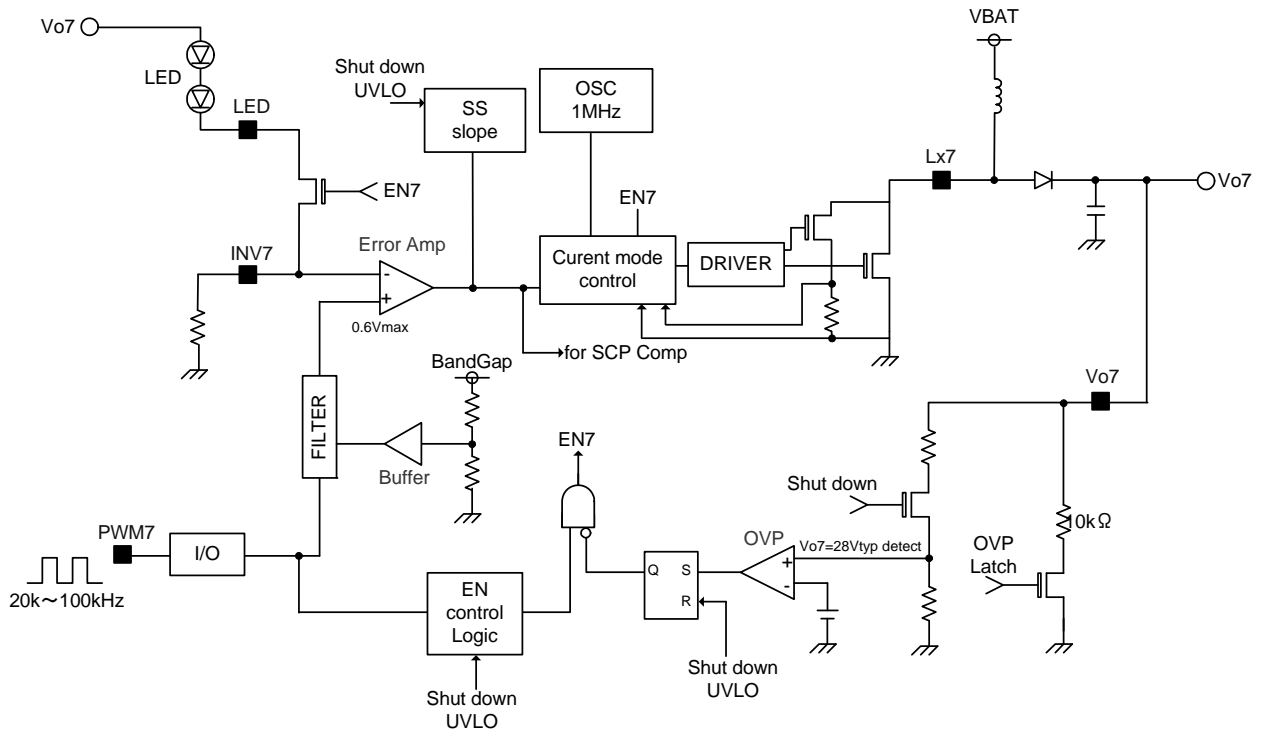 VBAT
Vo7
LED
LED
Shut down
UVLO
SS
slope
OSC
1MHz
EN7
EN7
Lx7
Vo7
INV7
Error Amp
-
+
0.6Vmax
Curent mode
control
DRIVER
for SCP Comp
BandGap
Vo7
FILTER
Buffer
EN7
Shut down
10kΩ
PWM7
I/O
20k～100kHz
OVP
Vo7=28Vtyp detect
+
-
OVP
Latch
Q
S
R
EN
control
Logic
Shut down
UVLO
Shut down
UVLO